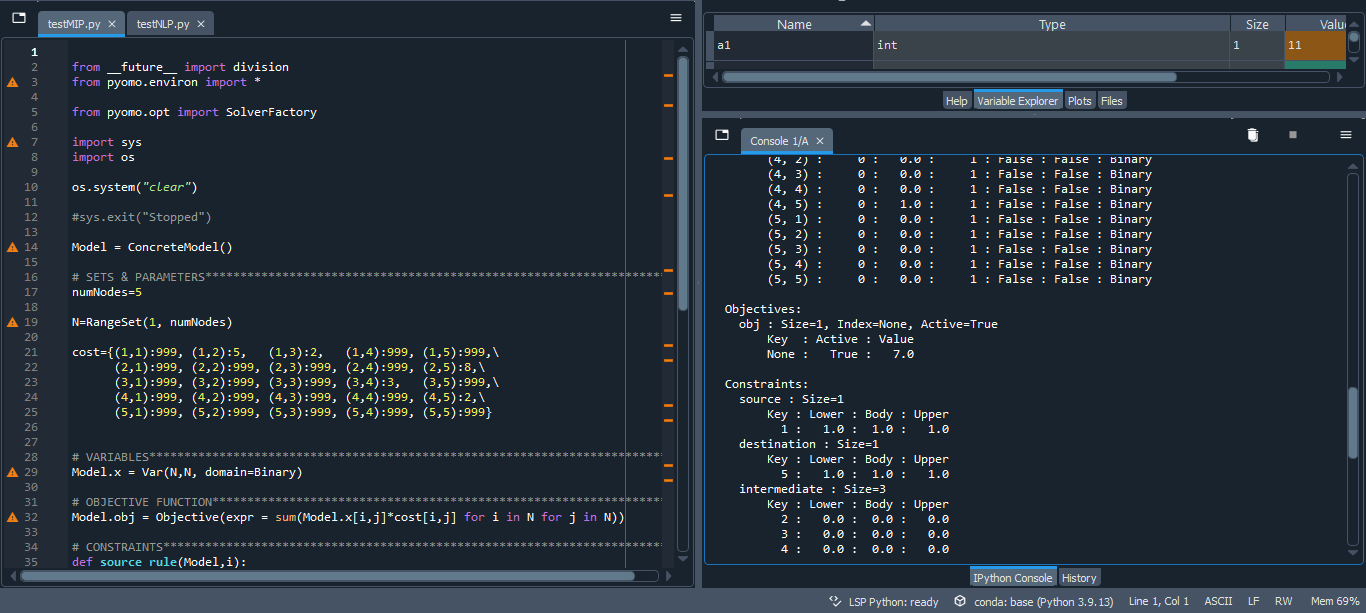 testMIP.py
testNLP.py
1
2 from __future__ import division
3 from pyomo.environ import *
4
5 from pyomo.opt import SolverFactory
6
7 import sys
8 import os
9
10 os.system("clear")
11
12 #sys.exit("Stopped")
13
14 Model = ConcreteModel()
15
16 # SETS & PARAMETERS*****************************************************************
17 numNodes=5
18
19 N=RangeSet(1, numNodes)
20
21 cost={(1,1):999, (1,2):5,   (1,3):2,   (1,4):999, (1,5):999,\
22       (2,1):999, (2,2):999, (2,3):999, (2,4):999, (2,5):8,\
23       (3,1):999, (3,2):999, (3,3):999, (3,4):3,   (3,5):999,\
24       (4,1):999, (4,2):999, (4,3):999, (4,4):999, (4,5):2,\
25       (5,1):999, (5,2):999, (5,3):999, (5,4):999, (5,5):999}
26
27
28 # VARIABLES*************************************************************************
29 Model.x = Var(N,N, domain=Binary)
30
31 # OBJECTIVE FUNCTION****************************************************************
32 Model.obj = Objective(expr = sum(Model.x[i,j]*cost[i,j] for i in N for j in N))
33
34 # CONSTRAINTS***********************************************************************
35 def source_rule(Model,i):
Name Type Size Valu
a1 int 1 11
Help Variable Explorer Plots Files
Console 1/A
(4, 2) :     0 :   0.0 :     1 : False : False : Binary
(4, 3) :     0 :   0.0 :     1 : False : False : Binary
(4, 4) :     0 :   0.0 :     1 : False : False : Binary
(4, 5) :     0 :   1.0 :     1 : False : False : Binary
(5, 1) :     0 :   0.0 :     1 : False : False : Binary
(5, 2) :     0 :   0.0 :     1 : False : False : Binary
(5, 3) :     0 :   0.0 :     1 : False : False : Binary
(5, 4) :     0 :   0.0 :     1 : False : False : Binary
(5, 5) :     0 :   0.0 :     1 : False : False : Binary
Objectives:
obj : Size=1, Index=None, Active=True
Key  : Active : Value
None :   True :   7.0
Constraints:
source : Size=1
Key : Lower : Body : Upper
1 :   1.0 :  1.0 :   1.0
destination : Size=1
Key : Lower : Body : Upper
5 :   1.0 :  1.0 :   1.0
intermediate : Size=3
Key : Lower : Body : Upper
2 :   0.0 :  0.0 :   0.0
3 :   0.0 :  0.0 :   0.0
4 :   0.0 :  0.0 :   0.0
IPython Console History
LSP Python: ready conda: base (Python 3.9.13) Line 1, Col 1 ASCII LF RW Mem 69%